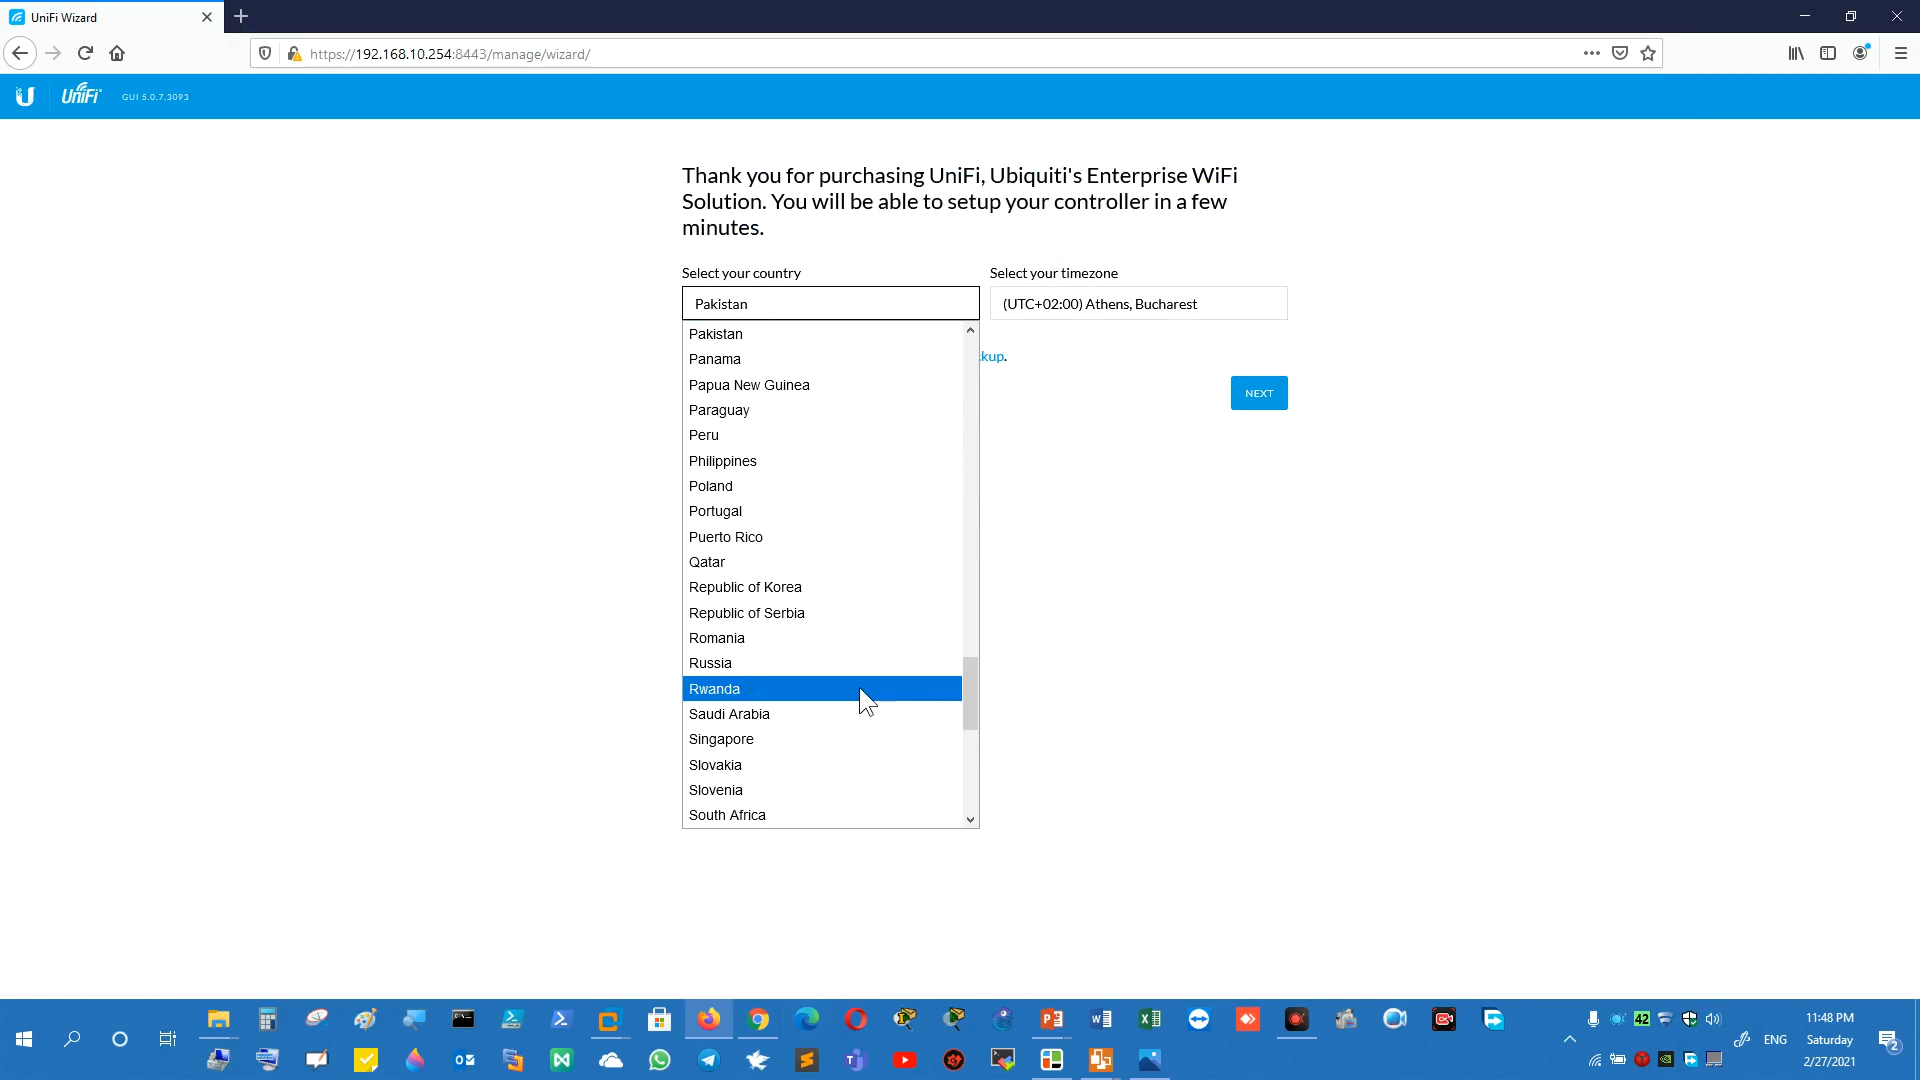 UniFi Wizard
https://192.168.10.254:8443/manage/wizard/
UniFi GUI 5.0.7.3093
Thank you for purchasing UniFi, Ubiquiti's Enterprise WiFi
Solution. You will be able to setup your controller in a few
minutes.
Select your country
Select your timezone
Pakistan
(UTC+02:00) Athens, Bucharest
Pakistan
ckup.
Panama
Papua New Guinea
NEXT
Paraguay
Peru
Philippines
Poland
Portugal
Puerto Rico
Qatar
Republic of Korea
Republic of Serbia
Romania
Russia
Rwanda
Saudi Arabia
Singapore
Slovakia
Slovenia
South Africa
42
ENG
11:48 PM
Saturday
2/27/2021
2